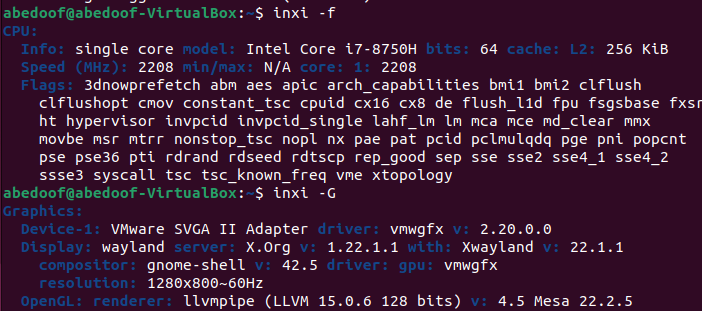 abedoof@abedoof-VirtualBox:~$ inxi -f
CPU:
Info: single core model: Intel Core i7-8750H bits: 64 cache: L2: 256 KiB
Speed (MHz): 2208 min/max: N/A core: 1: 2208
Flags: 3dnowprefetch abm aes apic arch_capabilities bmi1 bmi2 clflush
clflushopt cmov constant_tsc cpuid cx16 cx8 de flush_l1d fpu fsgsbase fxsr
ht hypervisor invpcid invpcid_single lahf_lm lm mca mce md_clear mmx
movbe msr mtrr nonstop_tsc nopl nx pae pat pcid pclmulqdq pge pni popcnt
pse pse36 pti rdrand rdseed rdtscp rep_good sep sse sse2 sse4_1 sse4_2
ssse3 syscall tsc tsc_known_freq vme xtopology
abedoof@abedoof-VirtualBox:~$ inxi -G
Graphics:
Device-1: VMware SVGA II Adapter driver: vmwgfx v: 2.20.0.0
Display: wayland server: X.Org v: 1.22.1.1 with: Xwayland v: 22.1.1
compositor: gnome-shell v: 42.5 driver: gpu: vmwgfx
resolution: 1280x800~60Hz
OpenGL: renderer: llvmpipe (LLVM 15.0.6 128 bits) v: 4.5 Mesa 22.2.5